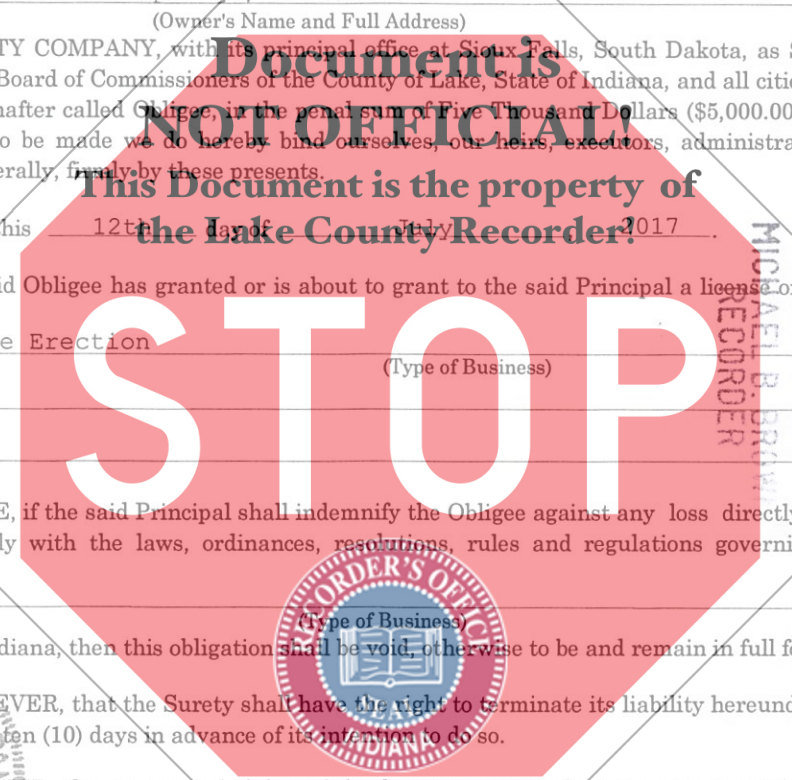 (Owner's Name and Full Address)
TY COMPANY, with its principal office at Sioux Falls, South Dakota, as S
Document is
Board of Commissioners of the County of Lake, State of Indiana, and all citi
nafter called Obligee, in the penal sum of Five Thousand Dollars ($5,000.00
NOT OFFICIAL!
o be made we do hereby bind ourselves, our heirs, executors, administra
erally, firmly by these presents.
This Document is the property of
his 12th day of July, 2017.
the Lake County Recorder!
id Obligee has granted or is about to grant to the said Principal a license or
e Erection
(Type of Business)
MICHAEL B. BROW
RECORDER
STOP
E, if the said Principal shall indemnify the Obligee against any loss directly
ly with the laws, ordinances, resolutions, rules and regulations governi
RECORDER'S OFFICE
(Type of Business)
diana, then this obligation shall be void, otherwise to be and remain in full f
SEAL
EVER, that the Surety shall have the right to terminate its liability hereund
INDIANA
ten (10) days in advance of its intention to do so.